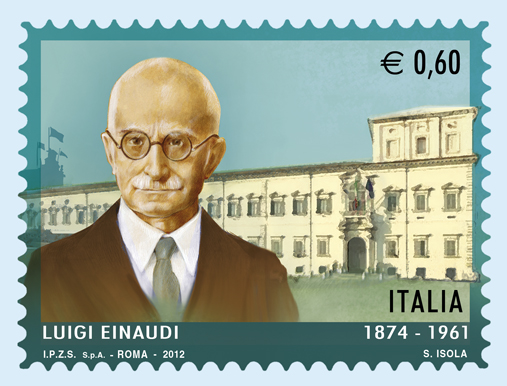 € 0,60
ITALIA
LUIGI EINAUDI 1874 - 1961
I.P.Z.S. S.p.A. - ROMA - 2012 S. ISOLA